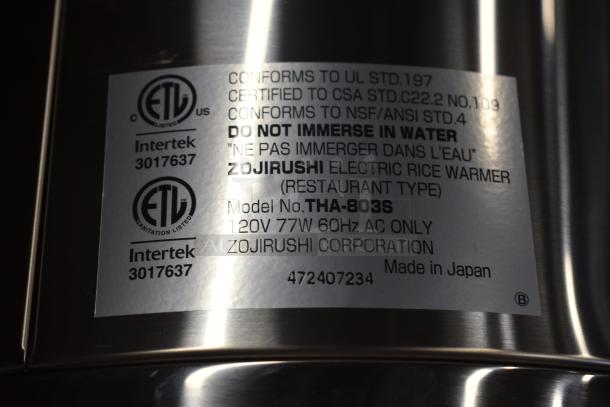 CONFORMS TO UL STD.197
CERTIFIED TO CSA STD.C22.2 NO.109
CONFORMS TO NSF/ANSI STD.4
DO NOT IMMERSE IN WATER
"NE PAS IMMERGER DANS L'EAU"
ZOJIRUSHI ELECTRIC RICE WARMER
(RESTAURANT TYPE)
Model No.THA-803S
120V 77W 60Hz AC ONLY
ZOJIRUSHI CORPORATION
Made in Japan
472407234
B
C ETL US
LISTED
Intertek
3017637
ETL
SANITATION LISTED
Intertek
3017637